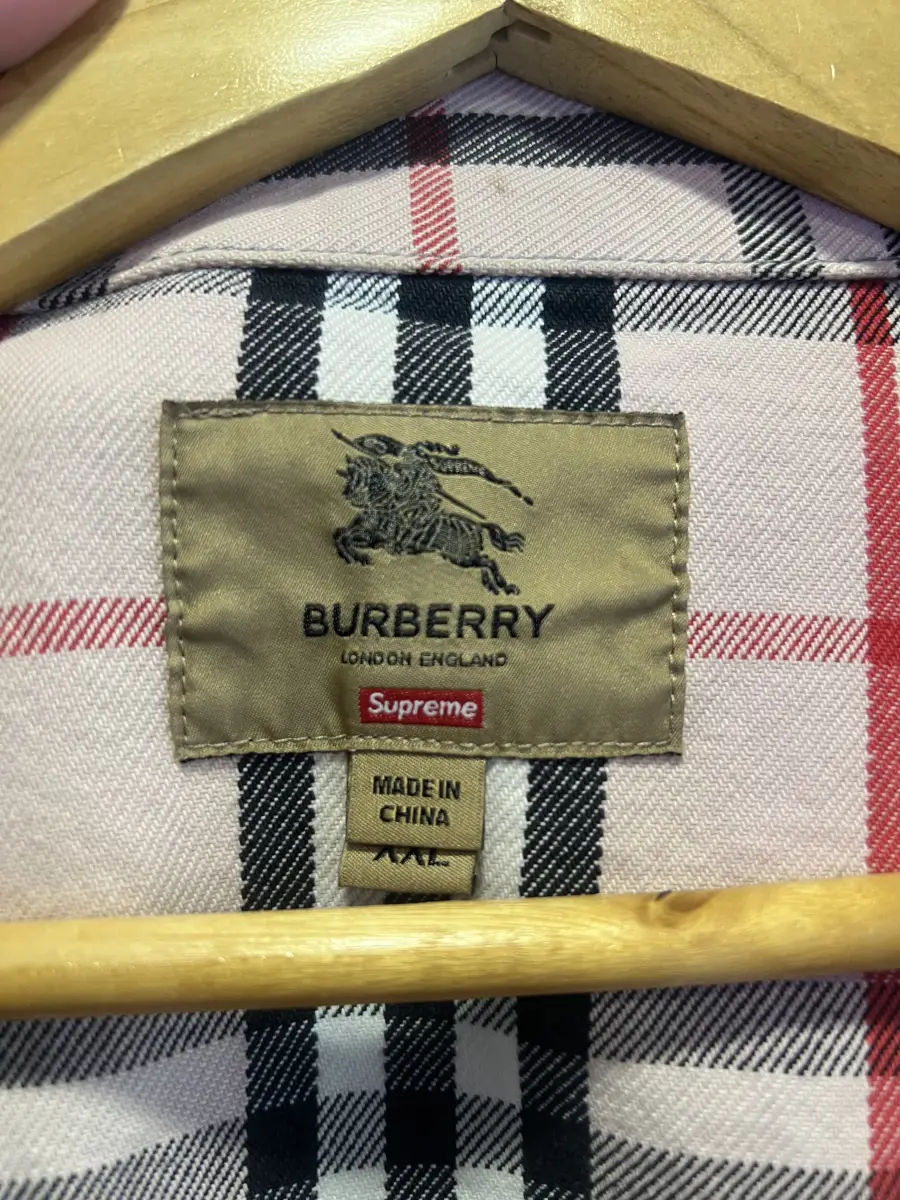 BURBERRY
LONDON ENGLAND
Supreme
MADE IN
CHINA
XXL